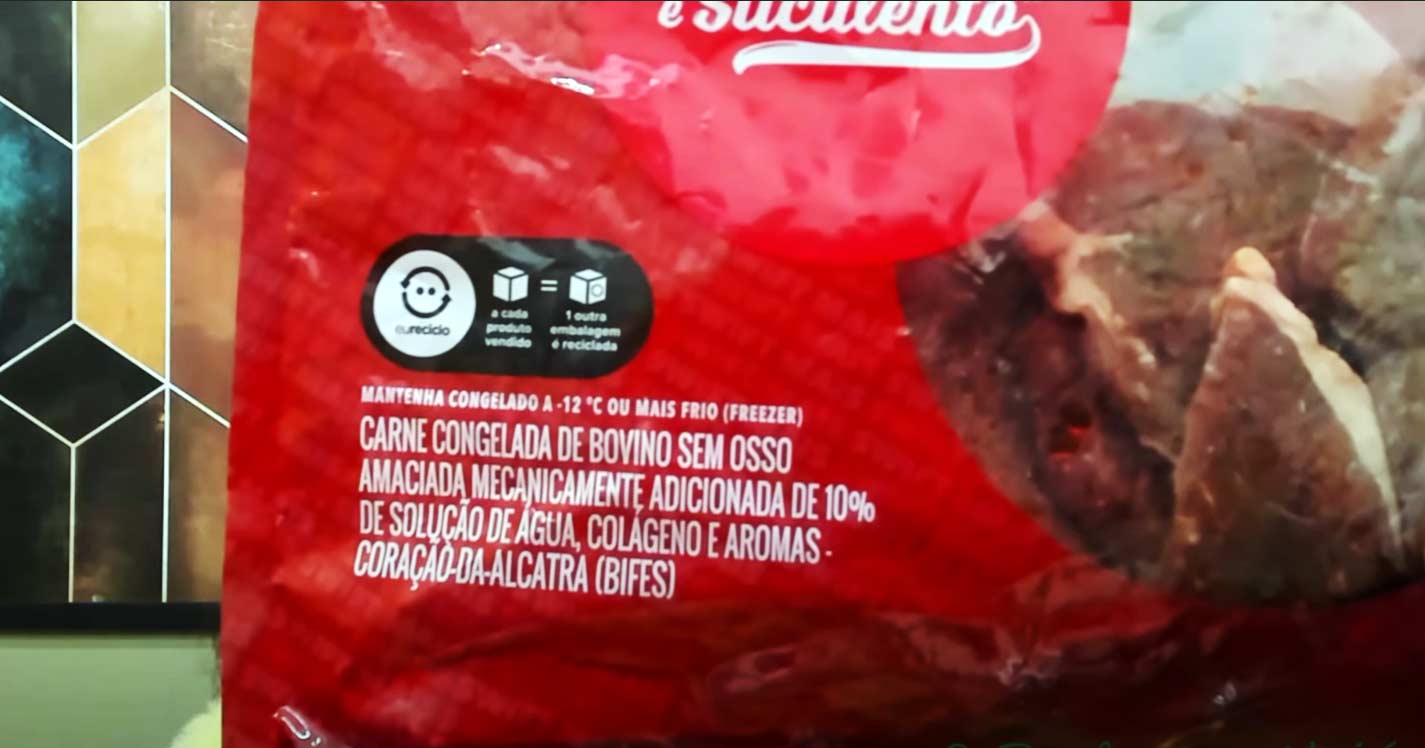 e Suculento
eureciclo
a cada
produto
vendido
=
1 outra
embalagem
é reciclada
MANTENHA CONGELADO A -12 °C OU MAIS FRIO (FREEZER)
CARNE CONGELADA DE BOVINO SEM OSSO
AMACIADA MECANICAMENTE ADICIONADA DE 10%
DE SOLUÇÃO DE ÁGUA, COLÁGENO E AROMAS -
CORAÇÃO-DA-ALCATRA (BIFES)